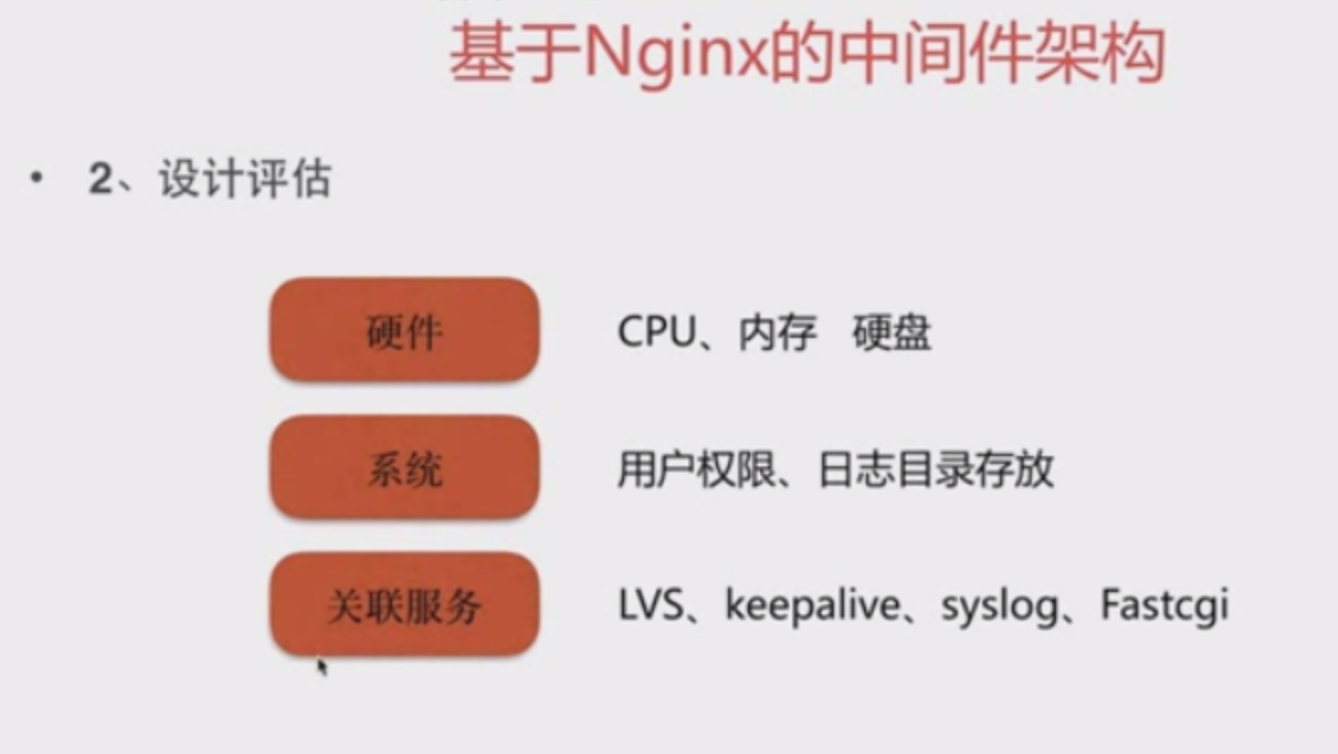 基于Nginx的中间件架构
• 2、设计评估
硬件 CPU、内存 硬盘
系统 用户权限、日志目录存放
关联服务 LVS、keepalive、syslog、Fastcgi